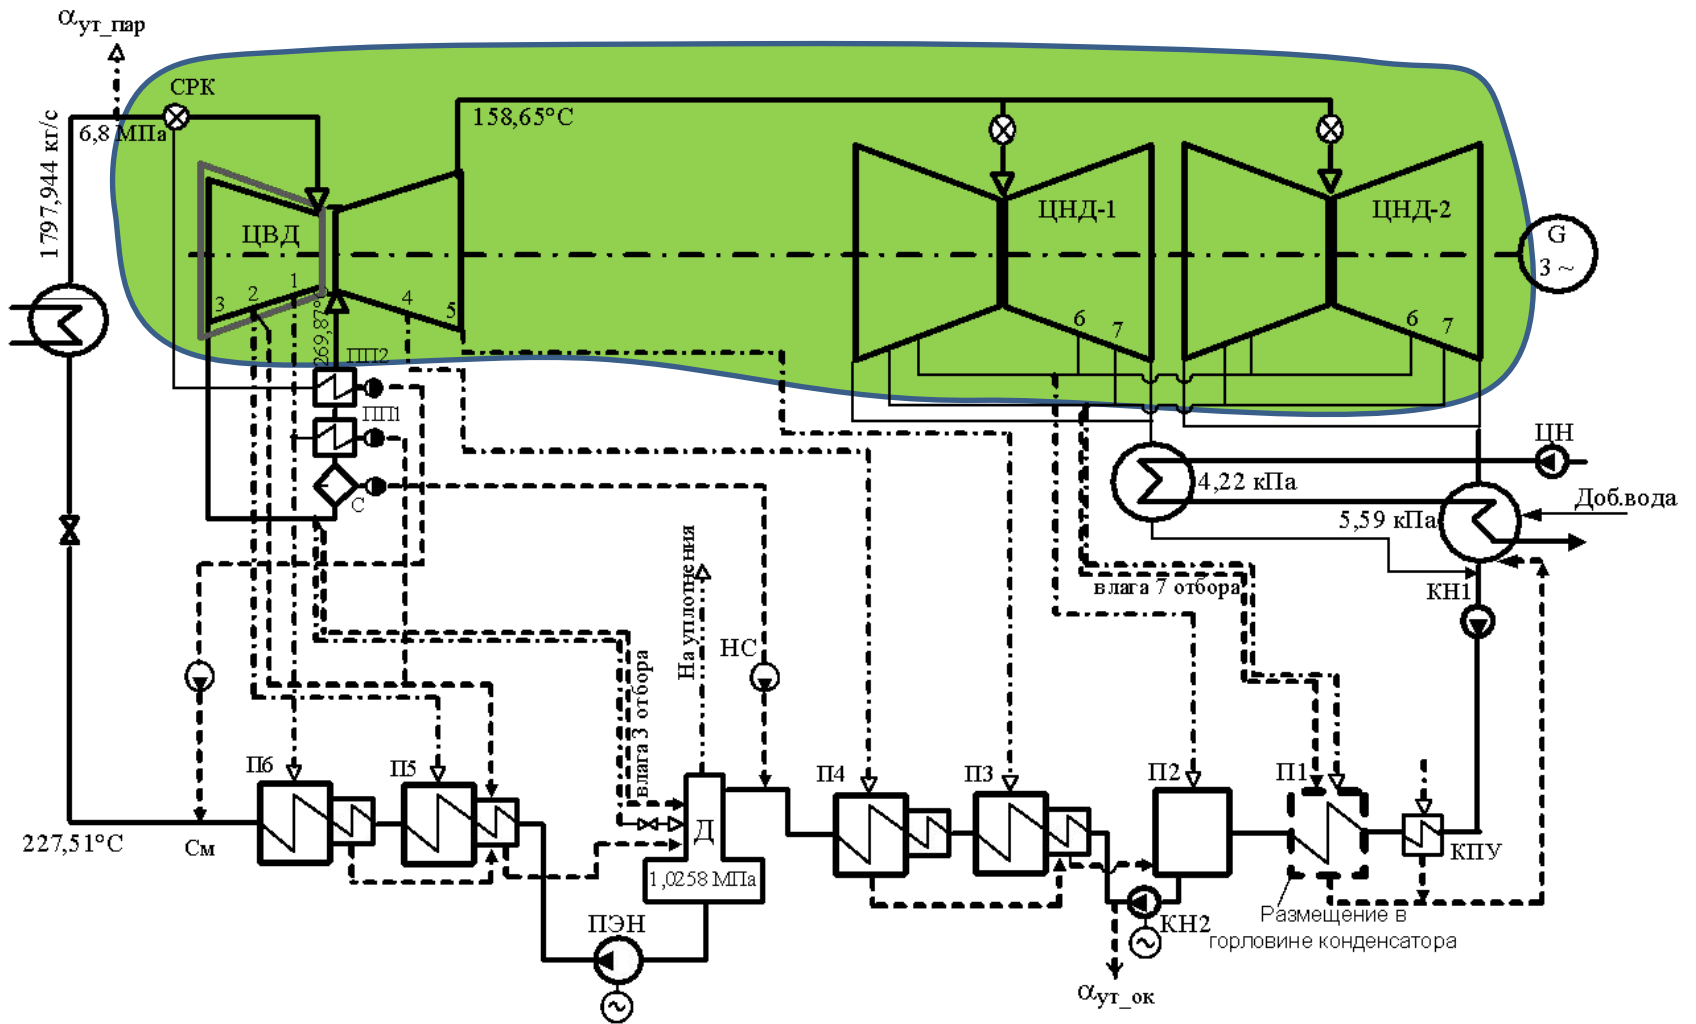 αут_пар
СРК
6,8 МПа
1797,944 кг/с
158,65°С
ЦВД
ЦНД-1
ЦНД-2
G
3 ~
3
2
1
4
5
6
7
6
7
269,87°
ПП2
ПП1
С
ЦН
4,22 кПа
5,59 кПа
Доб.вода
КН1
влага 7 отбора
На уплотнения
НС
влага 3 отбора
П6
П5
П4
П3
П2
П1
227,51°С
См
Д
1,0258 МПа
КПУ
ПЭН
~
КН2
~
Размещение в
горловине конденсатора
αут_ок